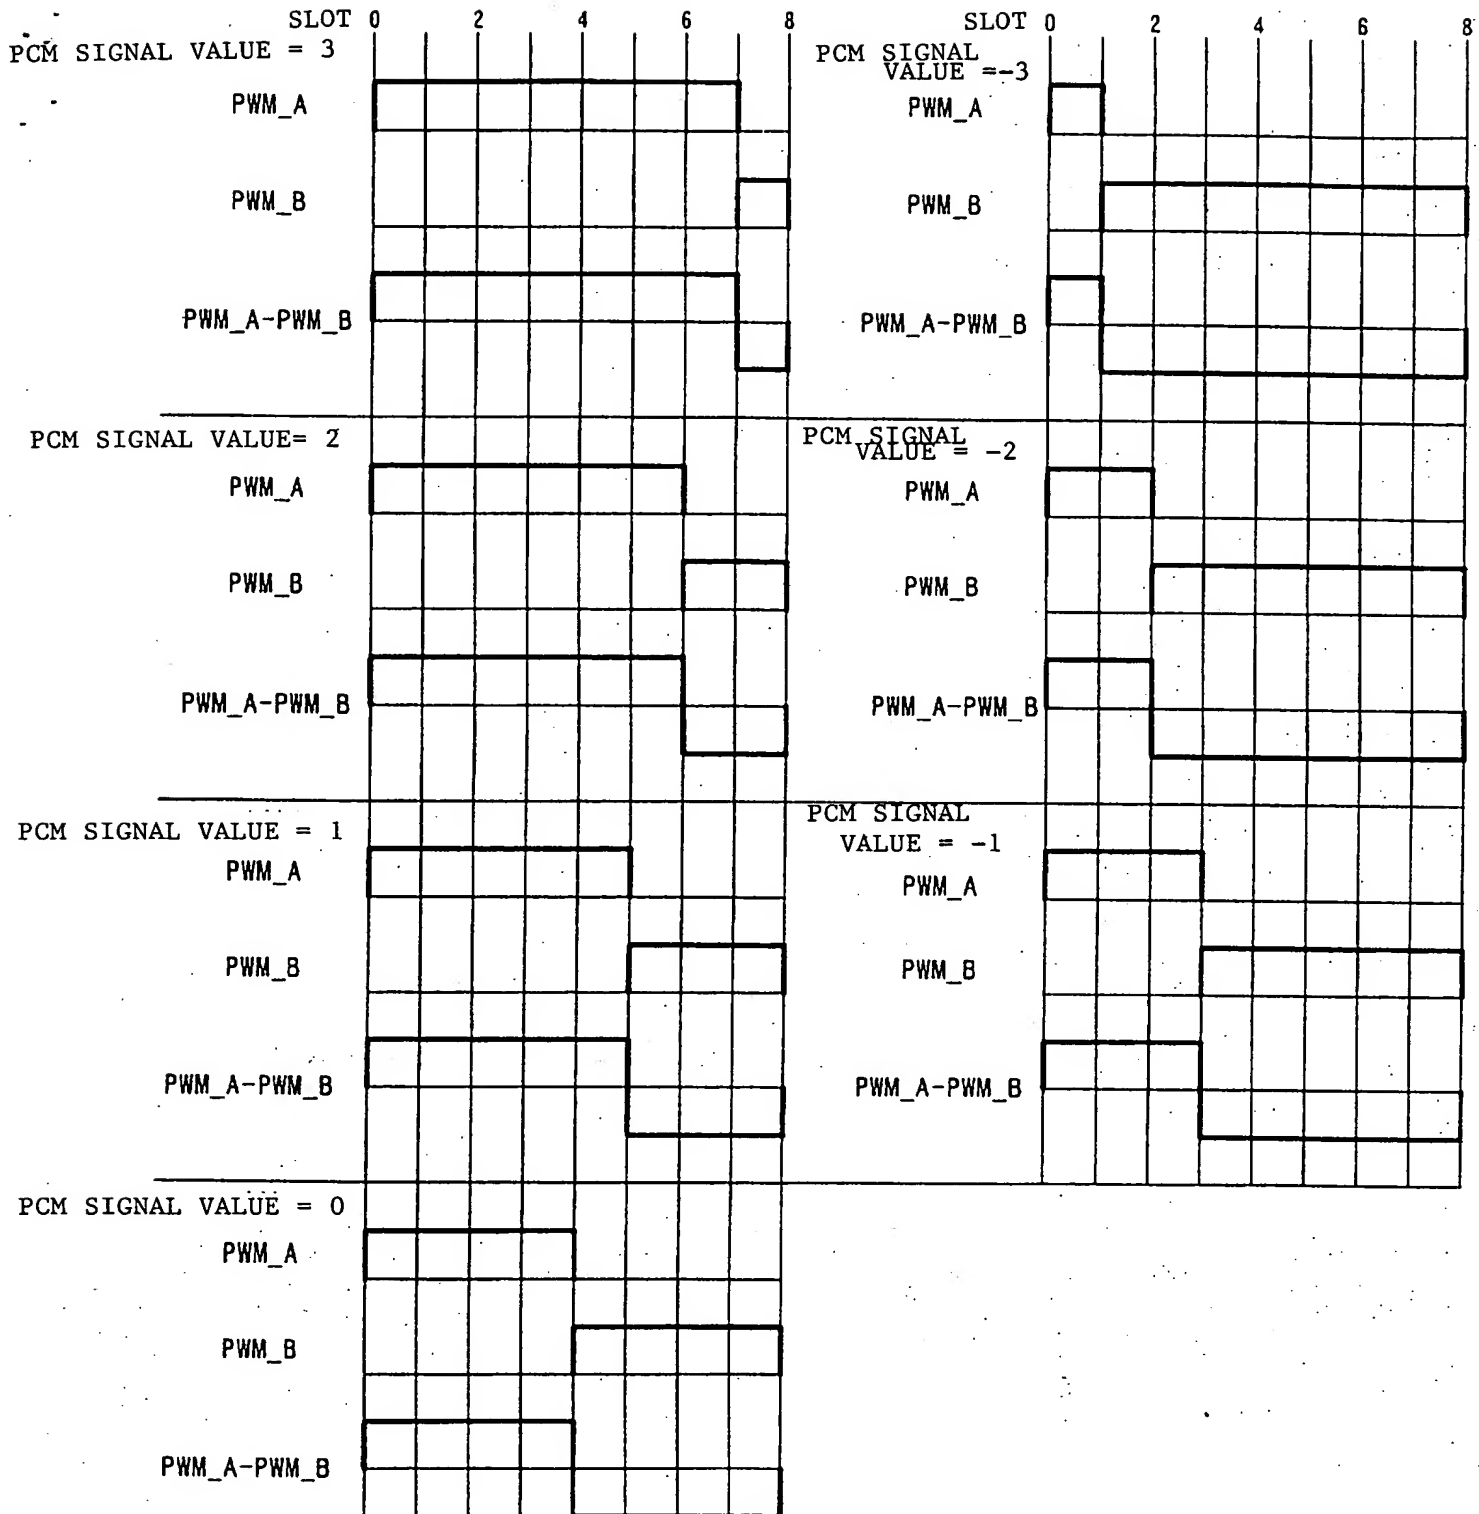 SLOT 0 2 4 6 8
PCM SIGNAL VALUE = 3
PWM_A
PWM_B
PWM_A-PWM_B
PCM SIGNAL VALUE= 2
PWM_A
PWM_B
PWM_A-PWM_B
PCM SIGNAL VALUE = 1
PWM_A
PWM_B
PWM_A-PWM_B
PCM SIGNAL VALUE = 0
PWM_A
PWM_B
PWM_A-PWM_B
SLOT 0 2 4 6 8
PCM SIGNAL
VALUE =-3
PWM_A
PWM_B
PWM_A-PWM_B
PCM SIGNAL
VALUE = -2
PWM_A
PWM_B
PWM_A-PWM_B
PCM SIGNAL
VALUE = -1
PWM_A
PWM_B
PWM_A-PWM_B